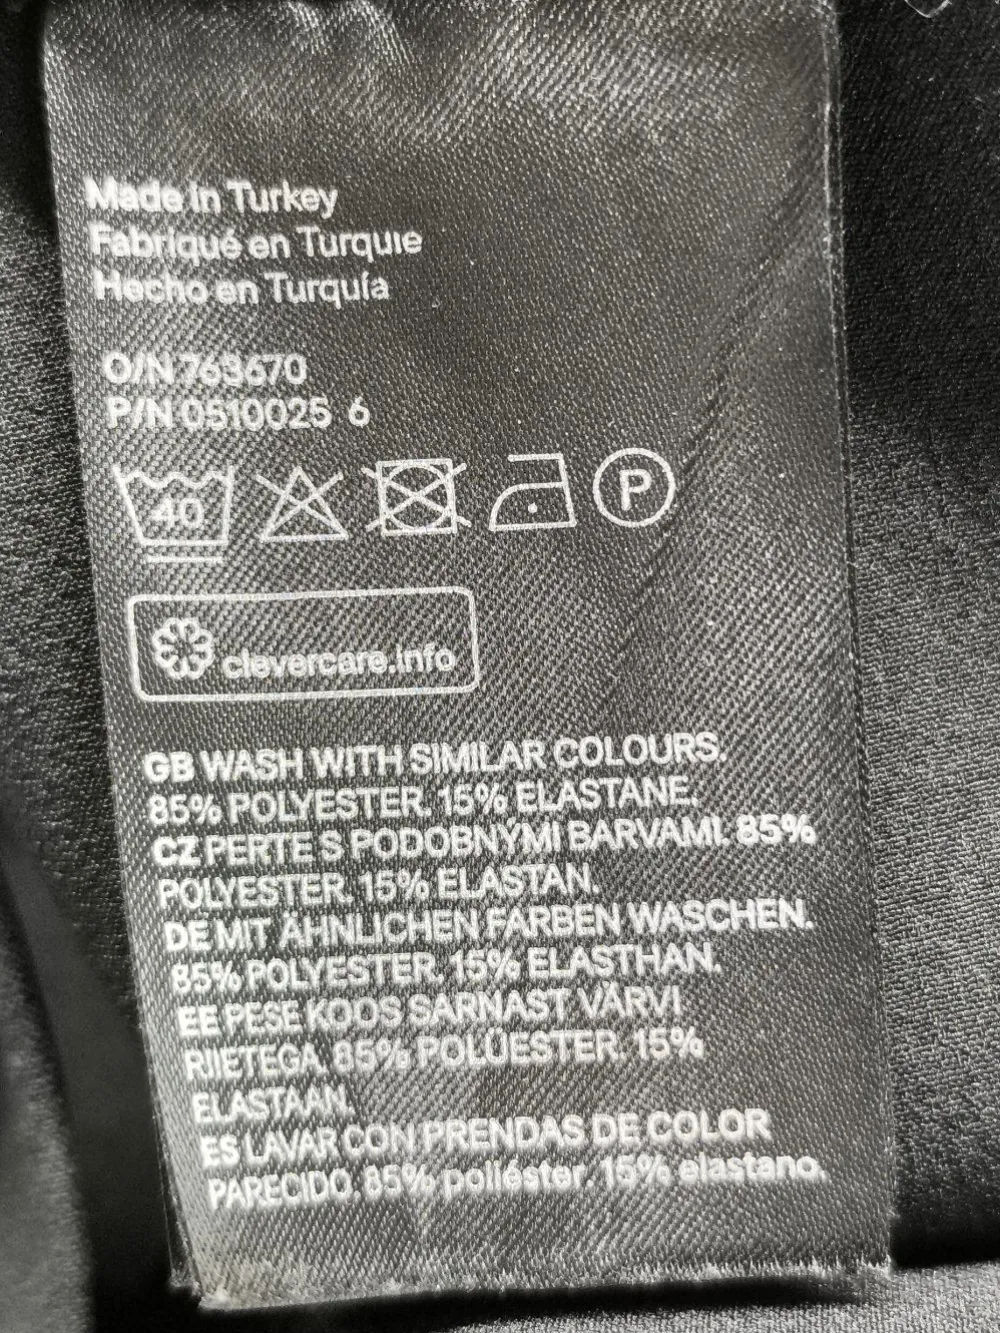 Made in Turkey
Fabriqué en Turquie
Hecho en Turquía
O/N 763670
P/N 0510025 6
40
P
clevercare.info
GB WASH WITH SIMILAR COLOURS.
85% POLYESTER. 15% ELASTANE.
CZ PERTE S PODOBNÝMI BARVAMI. 85%
POLYESTER. 15% ELASTAN.
DE MIT ÄHNLICHEN FARBEN WASCHEN.
85% POLYESTER. 15% ELASTHAN.
EE PESE KOOS SARNAST VÄRVI
RIIETEGA. 85% POLÜESTER. 15%
ELASTAAN.
ES LAVAR CON PRENDAS DE COLOR
PARECIDO. 85% poliéster. 15% elastano.